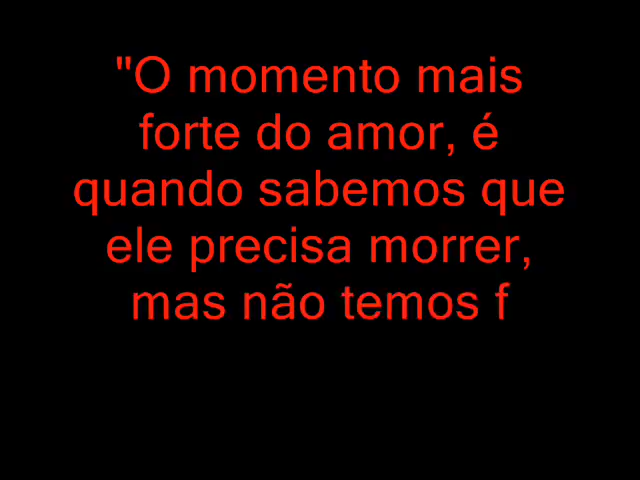 "O momento mais
forte do amor, é
quando sabemos que
ele precisa morrer,
mas não temos f